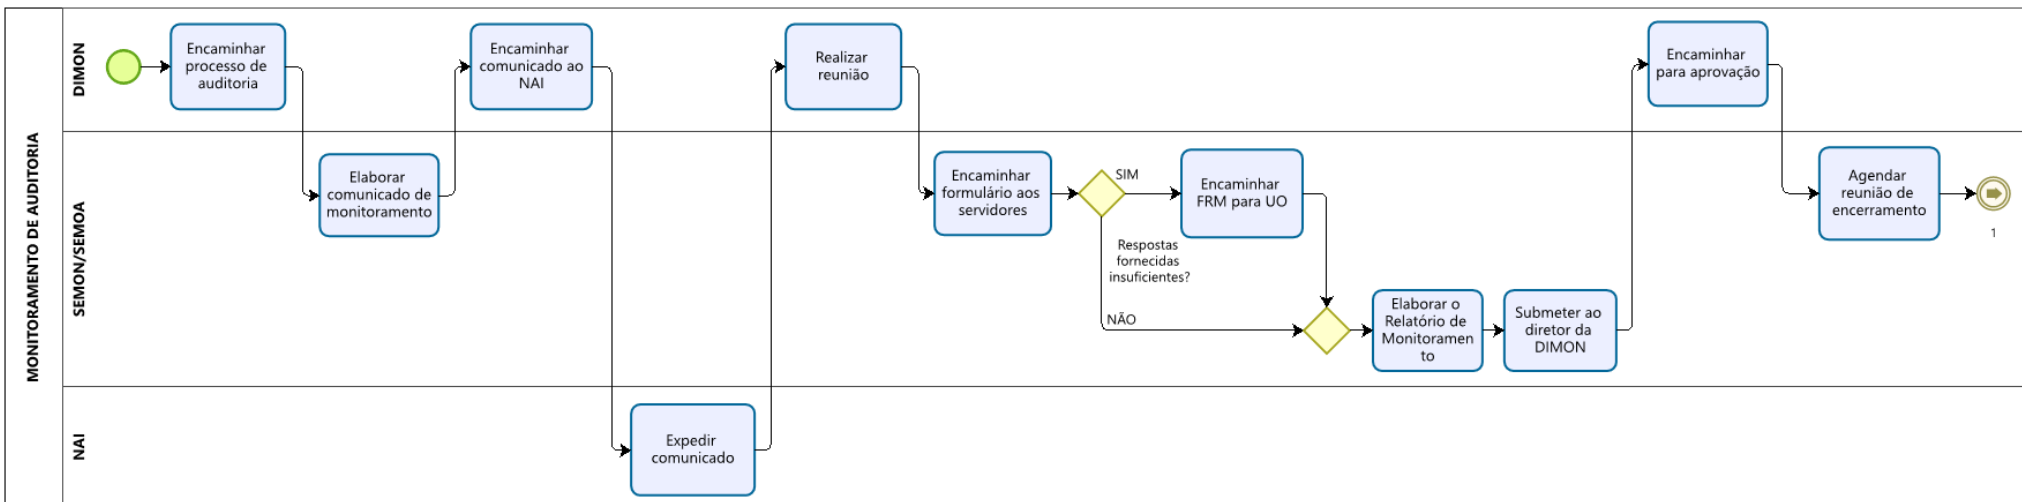 MONITORAMENTO DE AUDITORIA
DIMON
Encaminhar
processo de
auditoria
Encaminhar
comunicado ao
NAI
Realizar
reunião
Encaminhar
para aprovação
SEMON/SEMOA
Elaborar
comunicado de
monitoramento
Encaminhar
formulário aos
servidores
SIM
Respostas
fornecidas
insuficientes?
NÃO
Encaminhar
FRM para UO
Elaborar o
Relatório de
Monitoramen
to
Submeter ao
diretor da
DIMON
Agendar
reunião de
encerramento
1
NAI
Expedir
comunicado